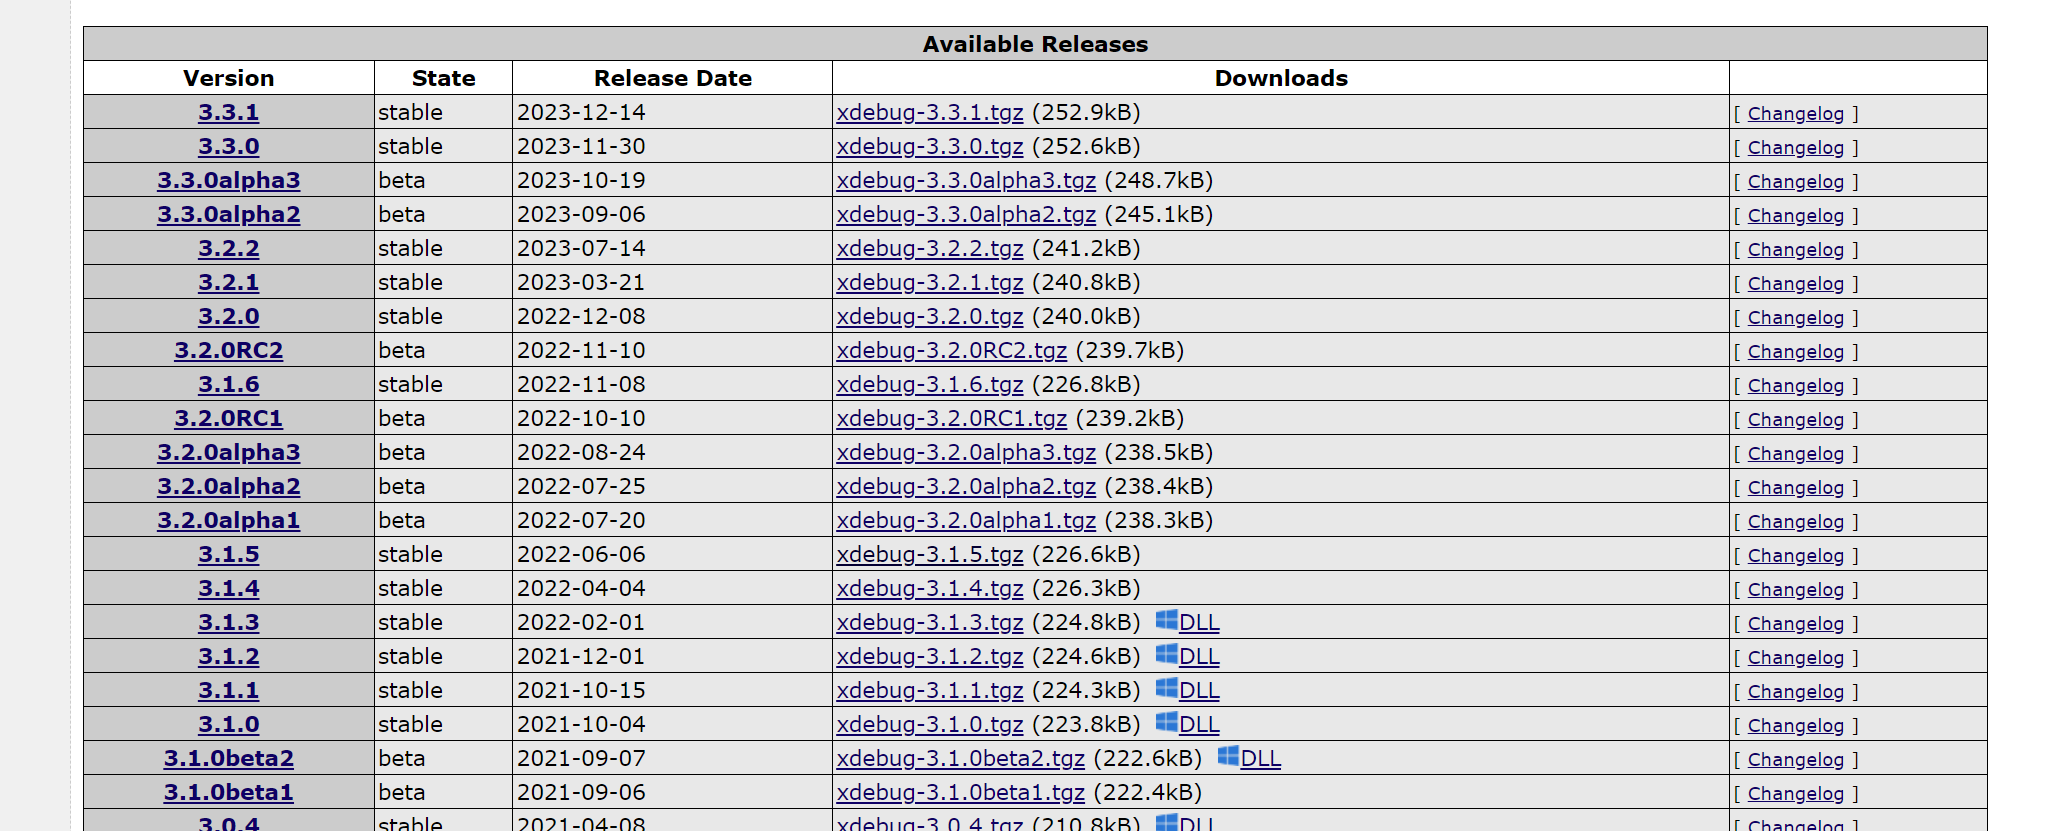 Available Releases
Version State Release Date Downloads
3.3.1 stable 2023-12-14 xdebug-3.3.1.tgz (252.9kB) [ Changelog ]
3.3.0 stable 2023-11-30 xdebug-3.3.0.tgz (252.6kB) [ Changelog ]
3.3.0alpha3 beta 2023-10-19 xdebug-3.3.0alpha3.tgz (248.7kB) [ Changelog ]
3.3.0alpha2 beta 2023-09-06 xdebug-3.3.0alpha2.tgz (245.1kB) [ Changelog ]
3.2.2 stable 2023-07-14 xdebug-3.2.2.tgz (241.2kB) [ Changelog ]
3.2.1 stable 2023-03-21 xdebug-3.2.1.tgz (240.8kB) [ Changelog ]
3.2.0 stable 2022-12-08 xdebug-3.2.0.tgz (240.0kB) [ Changelog ]
3.2.0RC2 beta 2022-11-10 xdebug-3.2.0RC2.tgz (239.7kB) [ Changelog ]
3.1.6 stable 2022-11-08 xdebug-3.1.6.tgz (226.8kB) [ Changelog ]
3.2.0RC1 beta 2022-10-10 xdebug-3.2.0RC1.tgz (239.2kB) [ Changelog ]
3.2.0alpha3 beta 2022-08-24 xdebug-3.2.0alpha3.tgz (238.5kB) [ Changelog ]
3.2.0alpha2 beta 2022-07-25 xdebug-3.2.0alpha2.tgz (238.4kB) [ Changelog ]
3.2.0alpha1 beta 2022-07-20 xdebug-3.2.0alpha1.tgz (238.3kB) [ Changelog ]
3.1.5 stable 2022-06-06 xdebug-3.1.5.tgz (226.6kB) [ Changelog ]
3.1.4 stable 2022-04-04 xdebug-3.1.4.tgz (226.3kB) [ Changelog ]
3.1.3 stable 2022-02-01 xdebug-3.1.3.tgz (224.8kB) DLL [ Changelog ]
3.1.2 stable 2021-12-01 xdebug-3.1.2.tgz (224.6kB) DLL [ Changelog ]
3.1.1 stable 2021-10-15 xdebug-3.1.1.tgz (224.3kB) DLL [ Changelog ]
3.1.0 stable 2021-10-04 xdebug-3.1.0.tgz (223.8kB) DLL [ Changelog ]
3.1.0beta2 beta 2021-09-07 xdebug-3.1.0beta2.tgz (222.6kB) DLL [ Changelog ]
3.1.0beta1 beta 2021-09-06 xdebug-3.1.0beta1.tgz (222.4kB) [ Changelog ]
3.0.4 stable 2021-04-08 xdebug-3.0.4.tgz (210.8kB) DLL [ Changelog ]